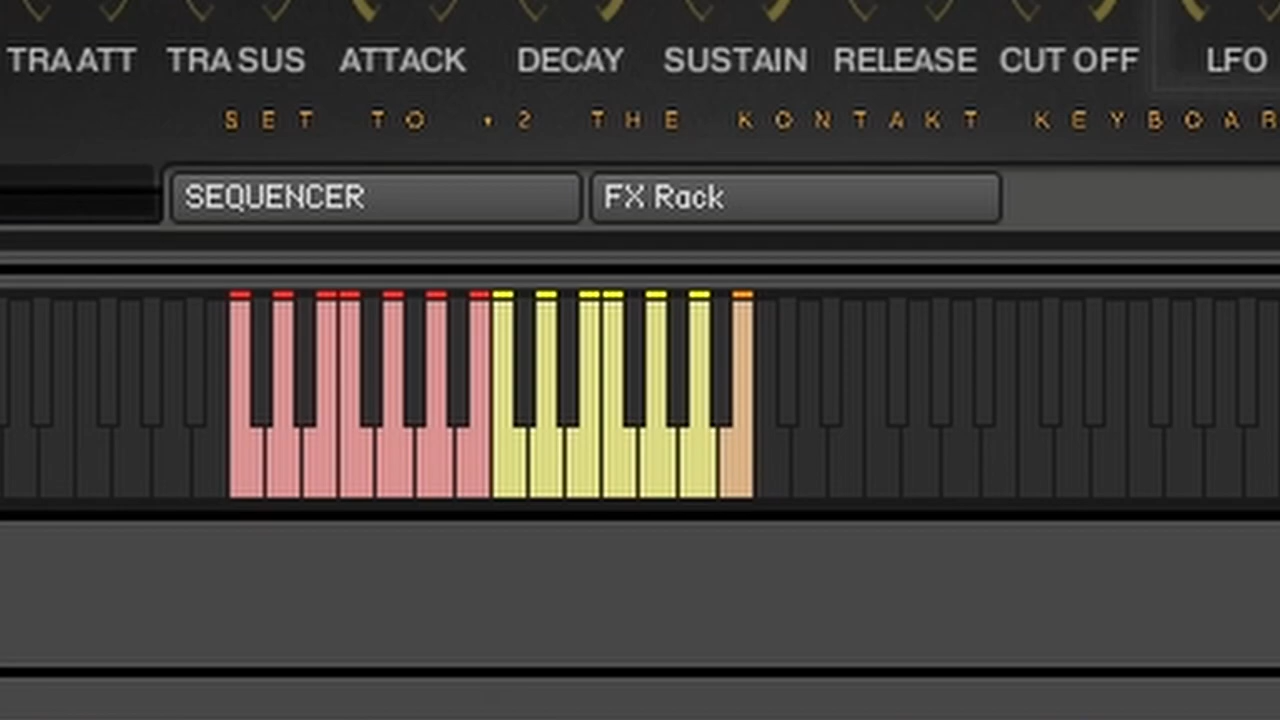 TRA ATT TRA SUS ATTACK DECAY SUSTAIN RELEASE CUT OFF LFO
SET TO +2 THE KONTAKT KEYBOAR
SEQUENCER FX Rack